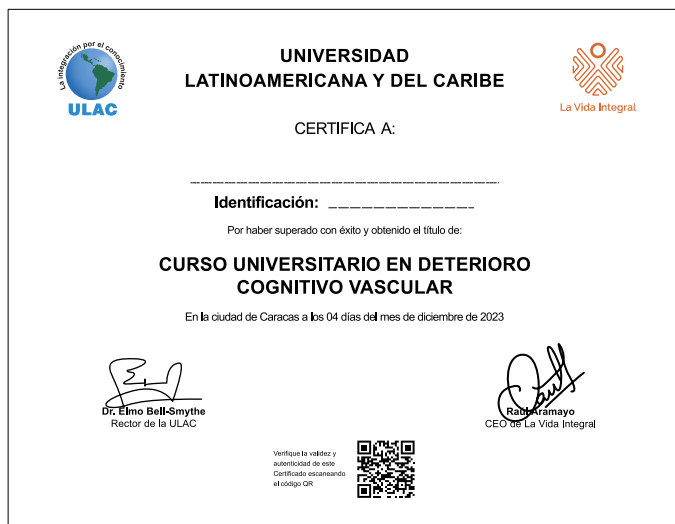 La integración por el conocimiento
ULAC
UNIVERSIDAD
LATINOAMERICANA Y DEL CARIBE
La Vida Integral
CERTIFICA A:
Identificación:
Por haber superado con éxito y obtenido el título de:
CURSO UNIVERSITARIO EN DETERIORO
COGNITIVO VASCULAR
En la ciudad de Caracas a los 04 días del mes de diciembre de 2023
Dr. Elmo Bell-Smythe
Rector de la ULAC
Raúl Aramayo
CEO de La Vida Integral
Verifique la validez y
autenticidad de este
Certificado escaneando
el código QR